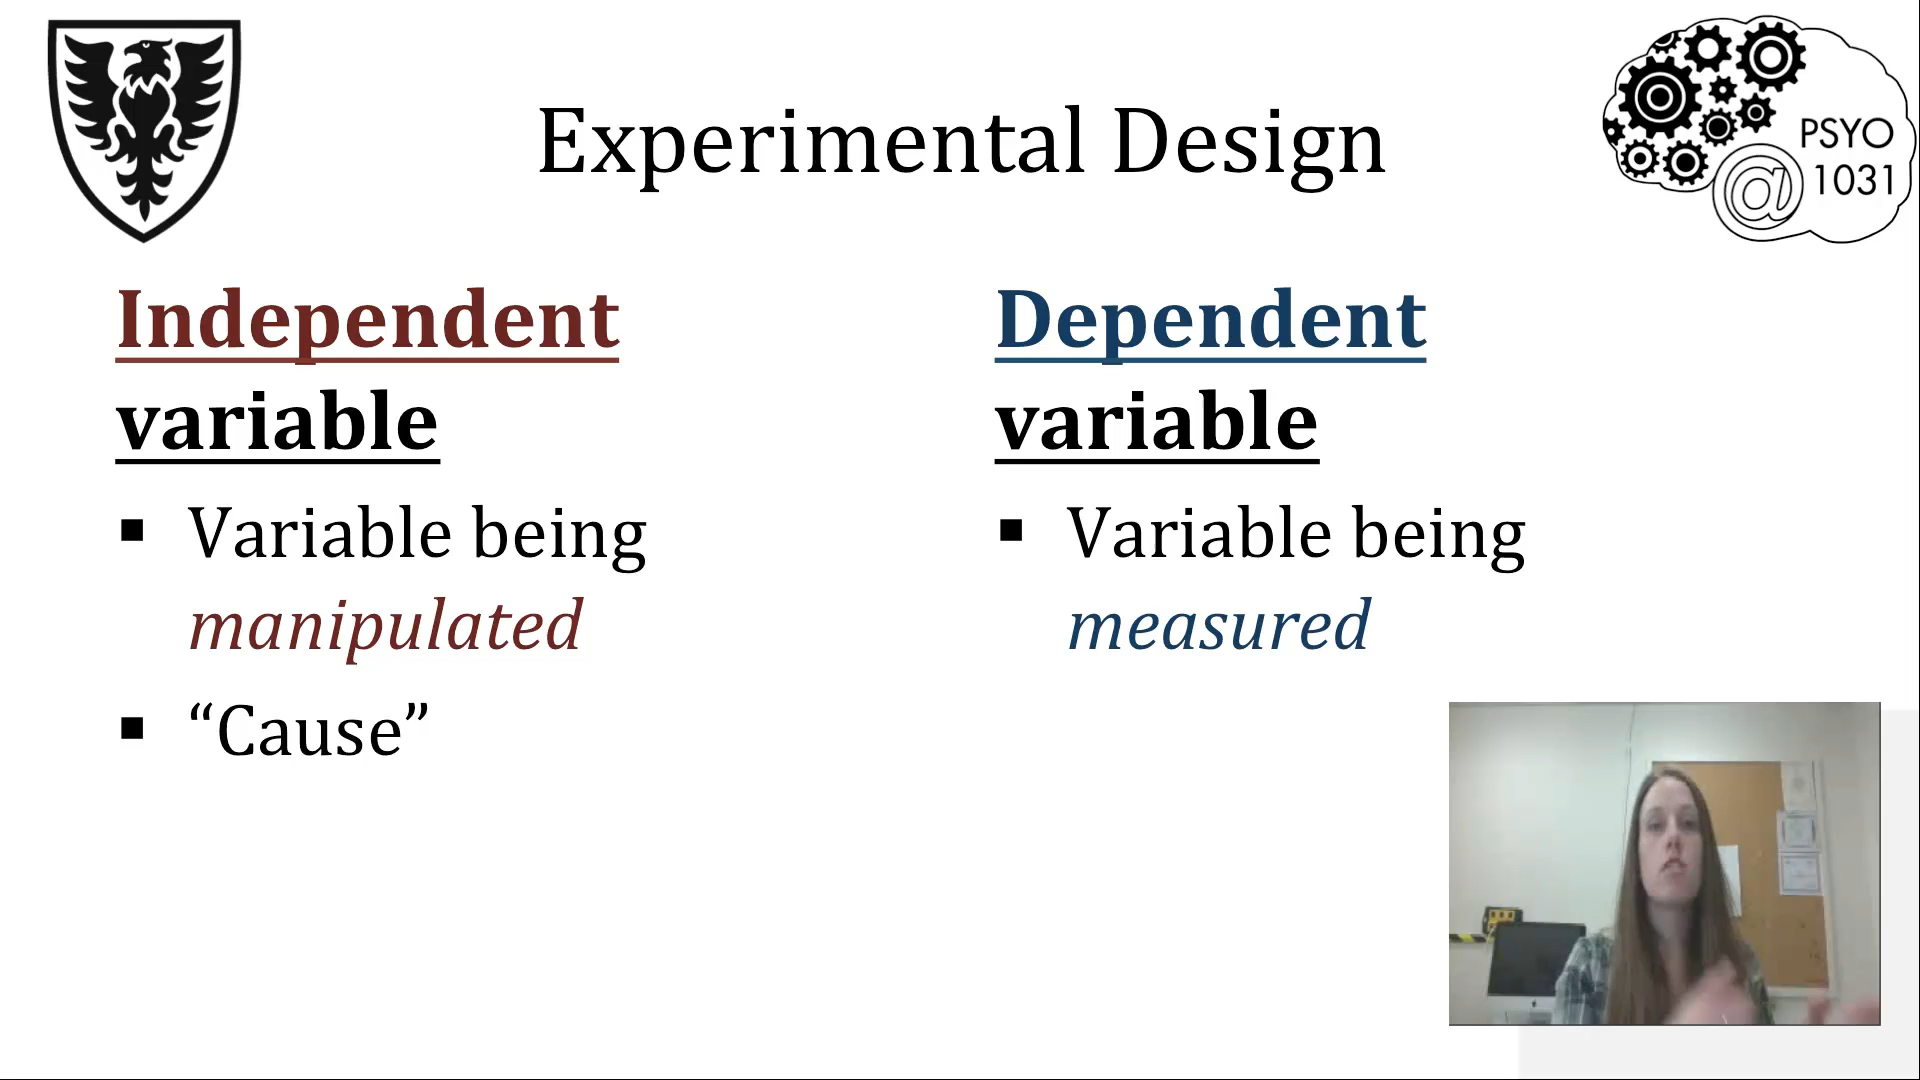 Experimental Design
PSYO
@ 1031
Independent
variable
▪ Variable being
manipulated
▪ “Cause”
Dependent
variable
▪ Variable being
measured